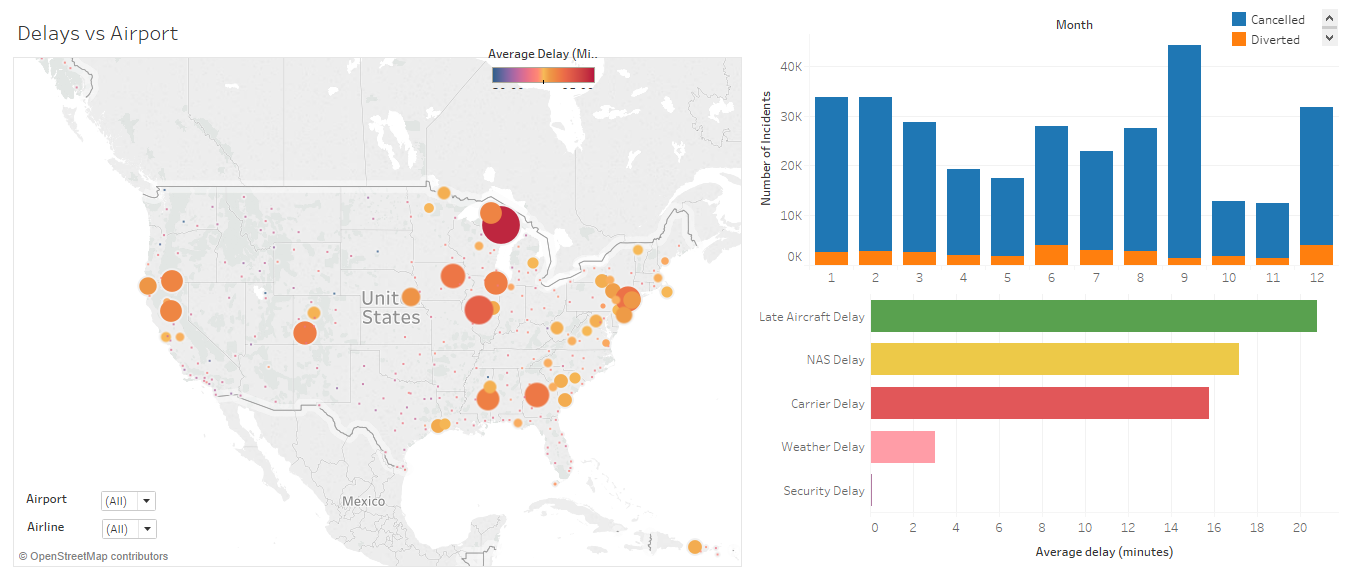 Delays vs Airport
Average Delay (Mi..
United
States
Mexico
Airport
(All)
Airline
(All)
© OpenStreetMap contributors
Month
Cancelled
Diverted
Number of Incidents
40K
30K
20K
10K
0K
1 2 3 4 5 6 7 8 9 10 11 12
Late Aircraft Delay
NAS Delay
Carrier Delay
Weather Delay
Security Delay
0 2 4 6 8 10 12 14 16 18 20
Average delay (minutes)